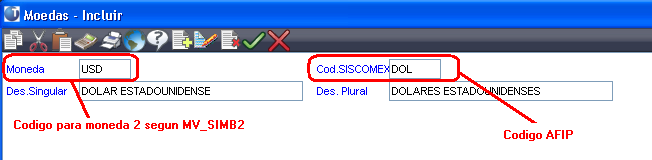 Moedas - Incluir
Moneda USD Cod.SISCOMEX DOL
Des.Singular DOLAR ESTADOUNIDENSE Des. Plural DOLARES ESTADOUNIDENSES
Codigo para moneda 2 segun MV_SIMB2
Codigo AFIP